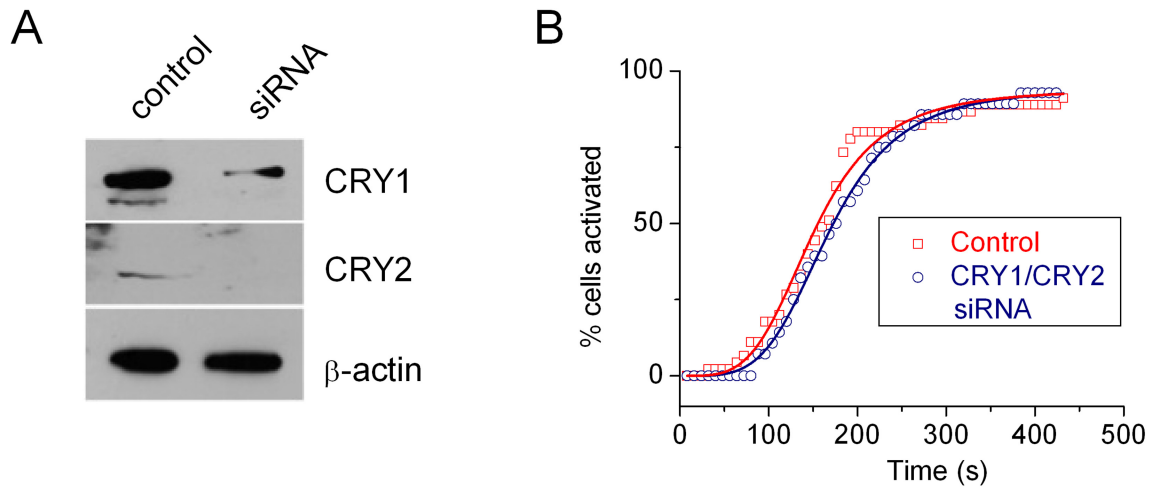 A
control
siRNA
CRY1
CRY2
β-actin
B
100
50
0
% cells activated
Control
CRY1/CRY2
siRNA
0 100 200 300 400 500
Time (s)